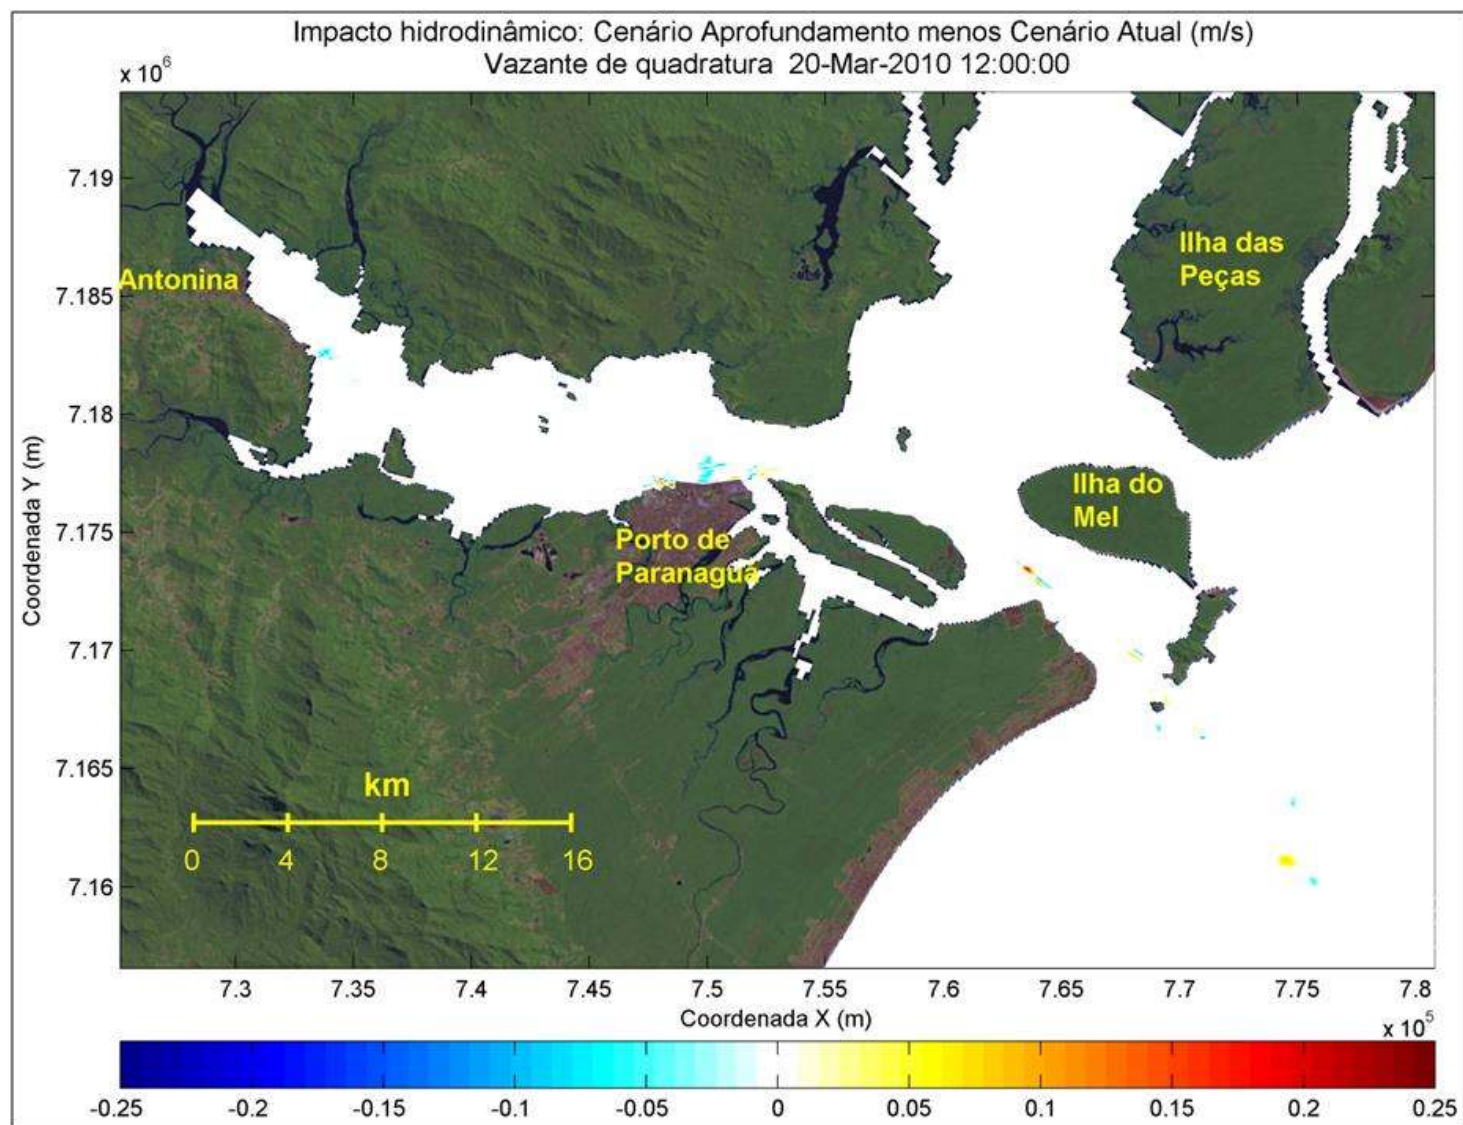 Impacto hidrodinâmico: Cenário Aprofundamento menos Cenário Atual (m/s)
Vazante de quadratura 20-Mar-2010 12:00:00
x 10⁶
7.19
7.185
7.18
7.175
7.17
7.165
7.16
Coordenada Y (m)
Antonina
Ilha das
Peças
Ilha do
Mel
Porto de
Paranaguá
km
0 4 8 12 16
7.3 7.35 7.4 7.45 7.5 7.55 7.6 7.65 7.7 7.75 7.8
Coordenada X (m)
x 10⁵
-0.25 -0.2 -0.15 -0.1 -0.05 0 0.05 0.1 0.15 0.2 0.25